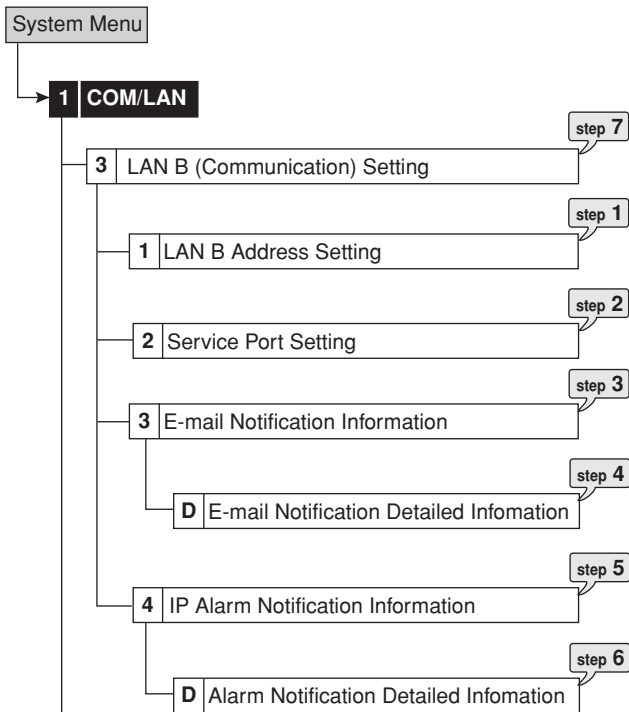 System Menu
1 COM/LAN
step 7
3 LAN B (Communication) Setting
step 1
1 LAN B Address Setting
step 2
2 Service Port Setting
step 3
3 E-mail Notification Information
step 4
D E-mail Notification Detailed Infomation
step 5
4 IP Alarm Notification Information
step 6
D Alarm Notification Detailed Infomation